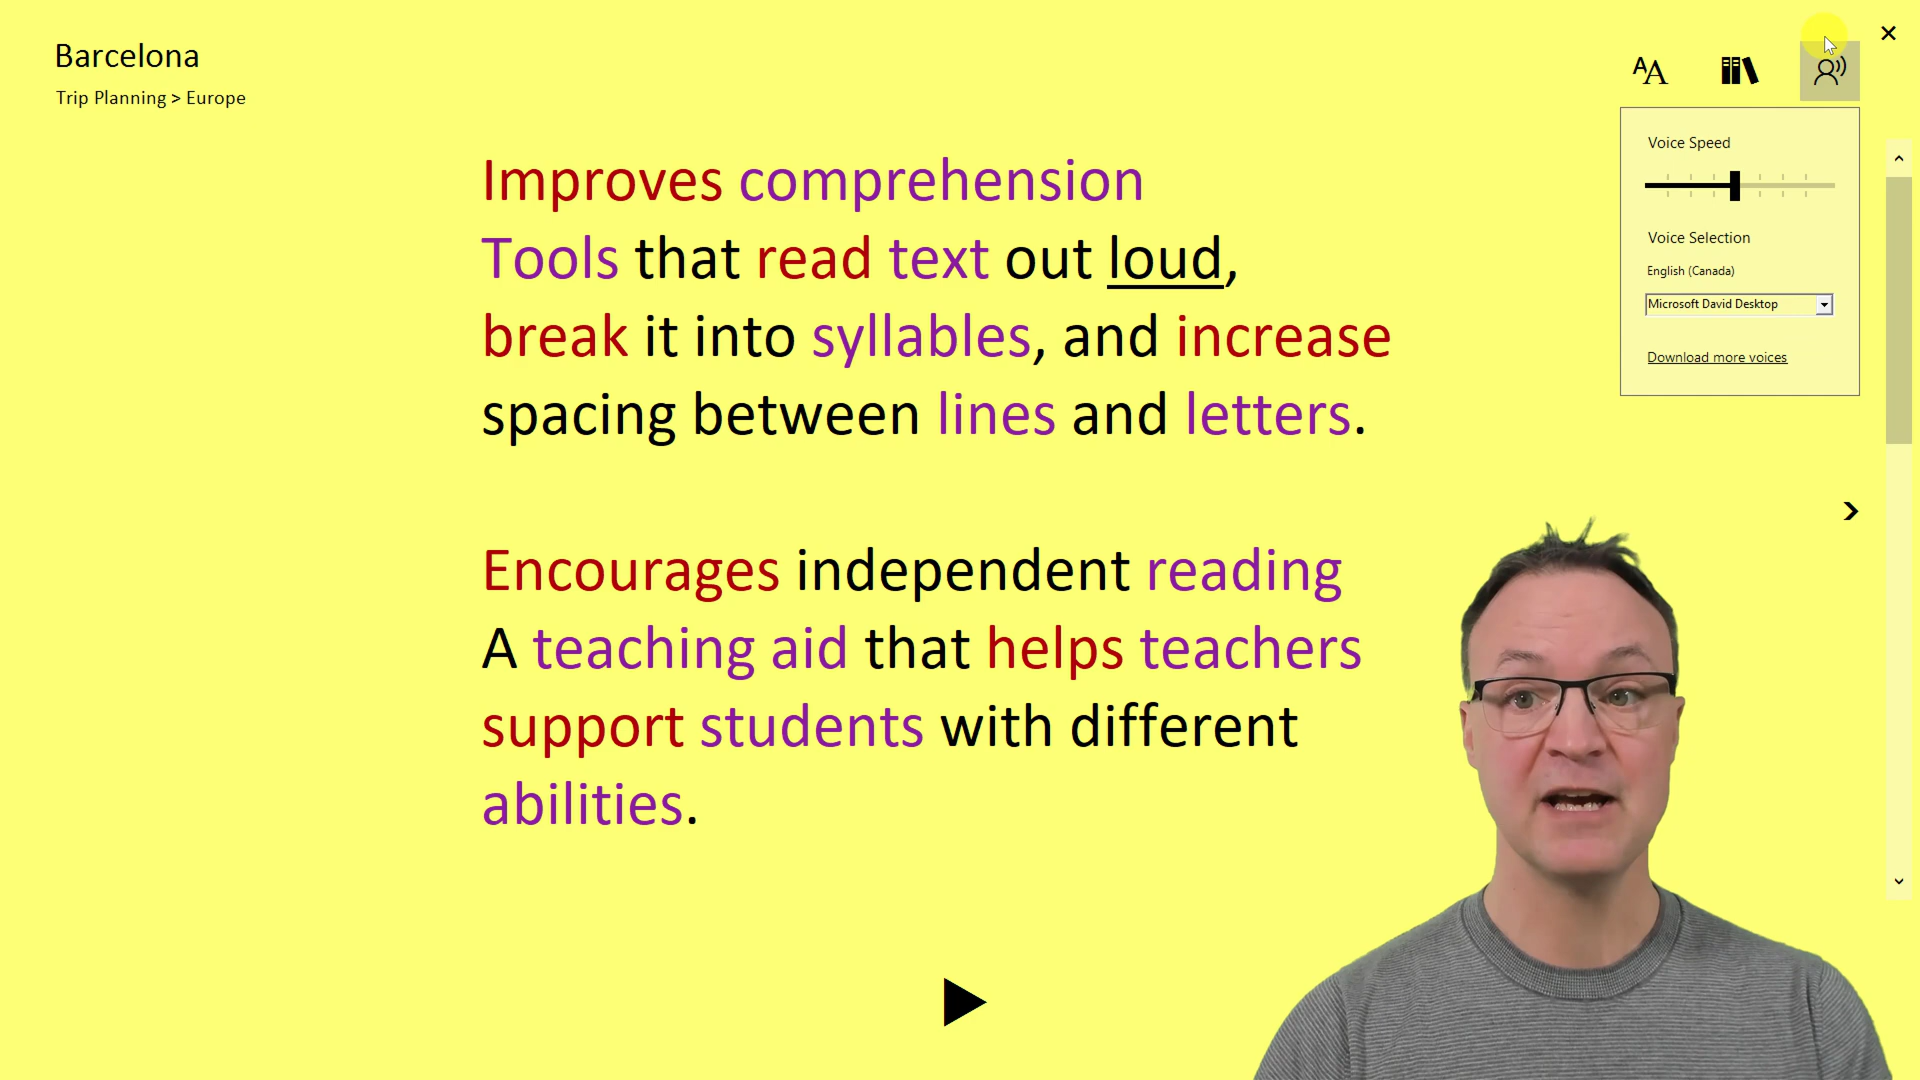 Barcelona
Trip Planning > Europe
Improves comprehension
Tools that read text out loud,
break it into syllables, and increase
spacing between lines and letters.
Encourages independent reading
A teaching aid that helps teachers
support students with different
abilities.
AA
Voice Speed
Voice Selection
English (Canada)
Microsoft David Desktop
Download more voices